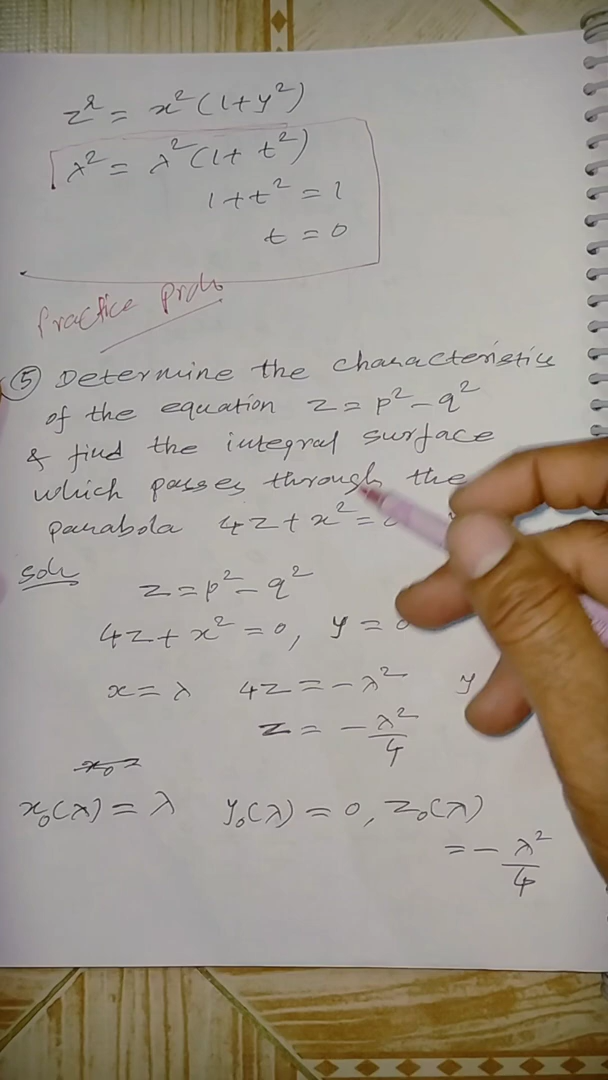 z² = x²(1+y²)
λ² = λ²(1+t²)
1+t² = 1
t = 0
Practice Prob
⑤ Determine the characteristics
of the equation z = p²-q²
& find the integral surface
which passes through the
parabola 4z+x²=0
Soln
z = p²-q²
4z+x²=0, y=0
x=λ 4z=-λ² y
z = -λ²/4
x₀(λ) = λ y₀(λ) = 0, z₀(λ)
= -λ²/4